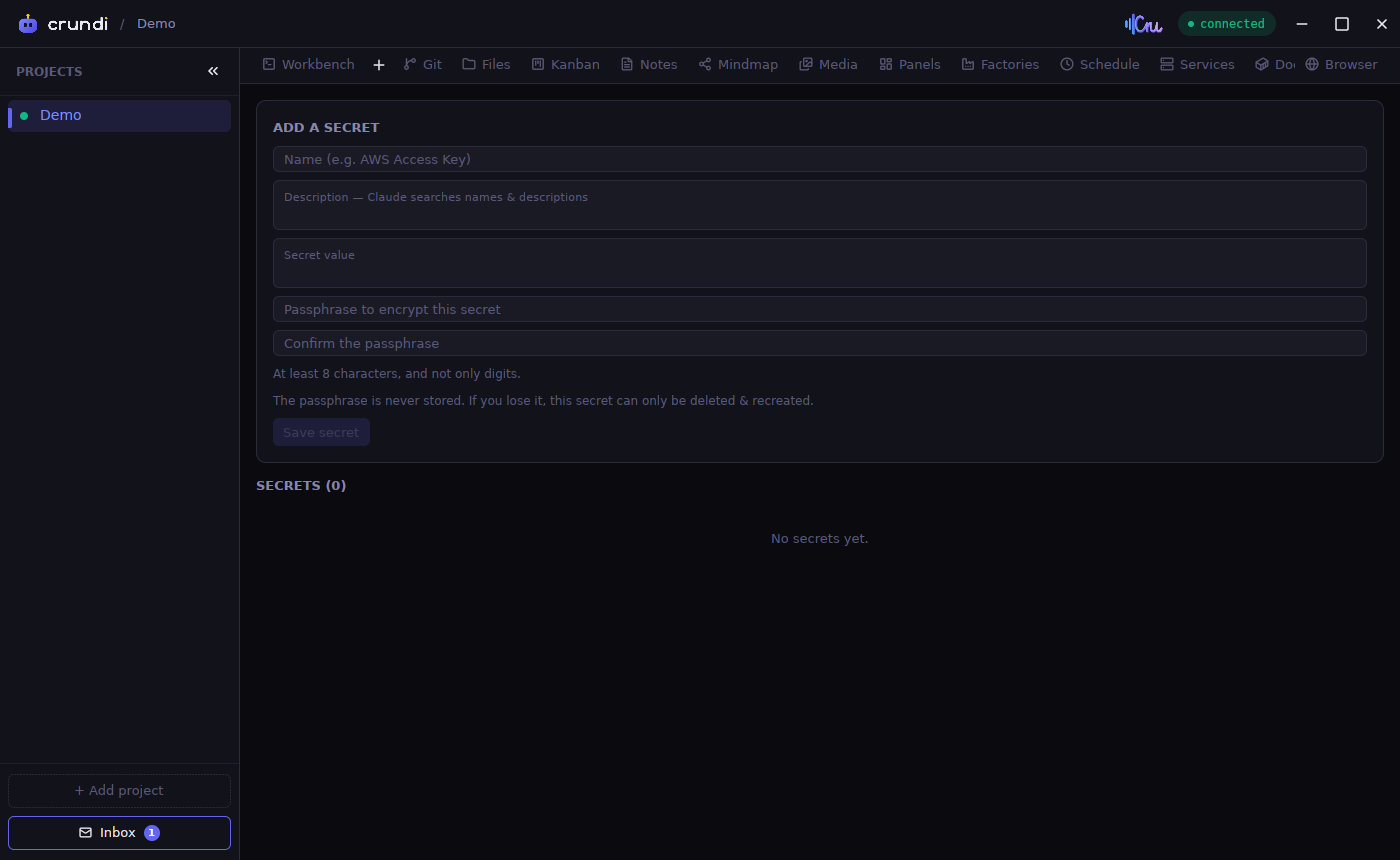 crundi / Demo
Cru
connected
PROJECTS
Workbench
Git
Files
Kanban
Notes
Mindmap
Media
Panels
Factories
Schedule
Services
Browser
Demo
ADD A SECRET
Name (e.g. AWS Access Key)
Description — Claude searches names & descriptions
Secret value
Passphrase to encrypt this secret
Confirm the passphrase
At least 8 characters, and not only digits.
The passphrase is never stored. If you lose it, this secret can only be deleted & recreated.
Save secret
SECRETS (0)
No secrets yet.
+ Add project
Inbox 1